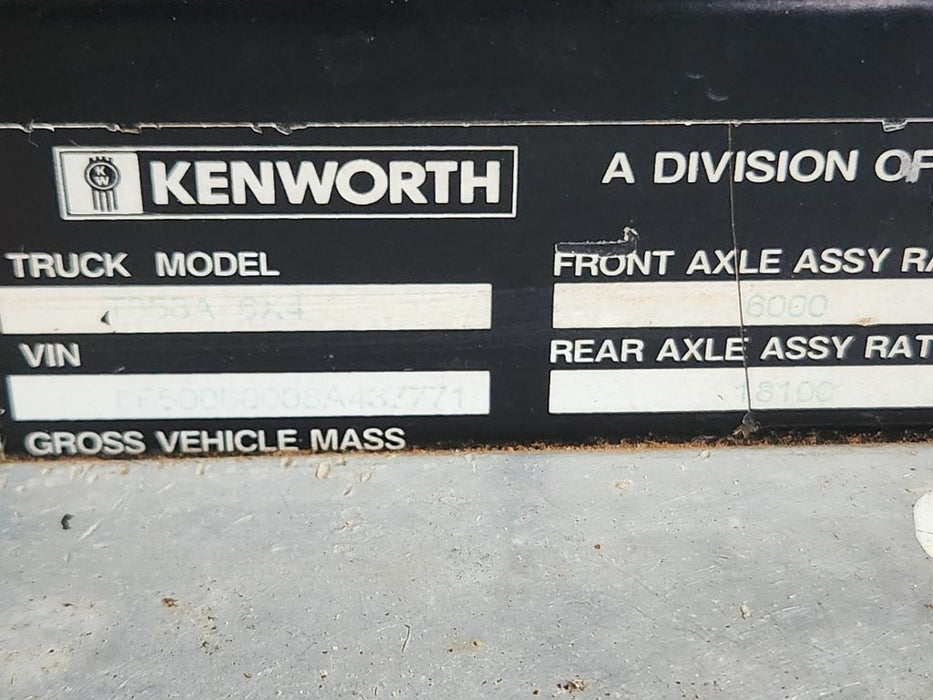 KW KENWORTH
A DIVISION OF
TRUCK MODEL
FRONT AXLE ASSY RA
6X4
6000
VIN
REAR AXLE ASSY RAT
18100
GROSS VEHICLE MASS